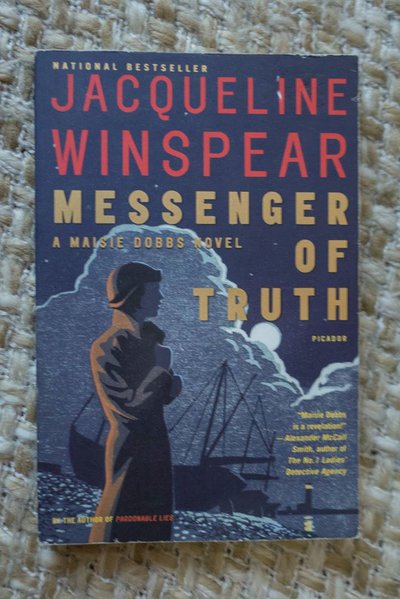 NATIONAL BESTSELLER
JACQUELINE
WINSPEAR
MESSENGER
A MAISIE DOBBS NOVEL
OF
TRUTH
PICADOR
"Maisie Dobbs
is a revelation!"
—Alexander McCall
Smith, author of
The No.1 Ladies'
Detective Agency
THE AUTHOR OF PARDONABLE LIES